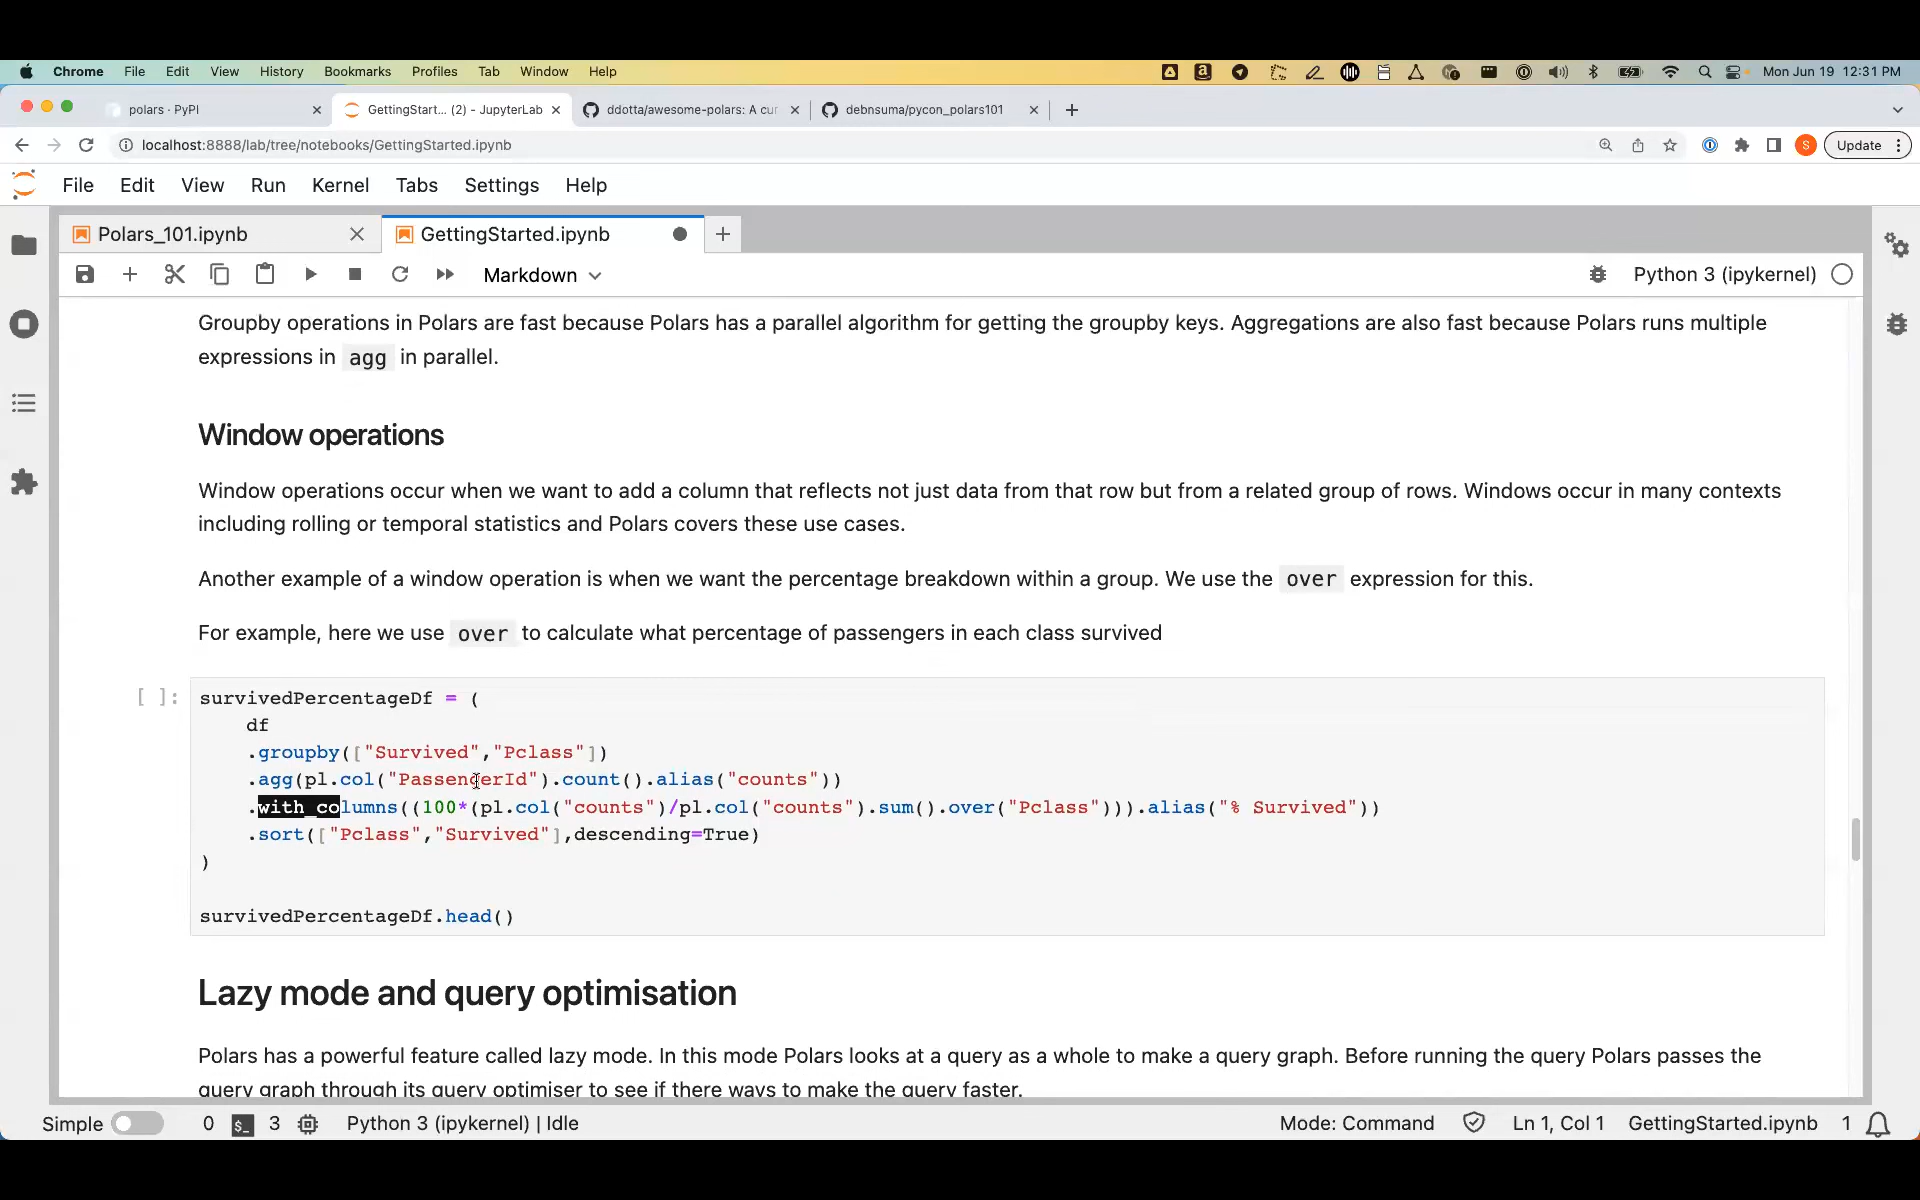 Chrome File Edit View History Bookmarks Profiles Tab Window Help Mon Jun 19 12:31 PM
polars · PyPI GettingStart... (2) - JupyterLab ddotta/awesome-polars: A cur debnsuma/pycon_polars101
localhost:8888/lab/tree/notebooks/GettingStarted.ipynb S Update
File Edit View Run Kernel Tabs Settings Help
Polars_101.ipynb GettingStarted.ipynb
Markdown Python 3 (ipykernel)
Groupby operations in Polars are fast because Polars has a parallel algorithm for getting the groupby keys. Aggregations are also fast because Polars runs multiple
expressions in agg in parallel.
Window operations
Window operations occur when we want to add a column that reflects not just data from that row but from a related group of rows. Windows occur in many contexts
including rolling or temporal statistics and Polars covers these use cases.
Another example of a window operation is when we want the percentage breakdown within a group. We use the over expression for this.
For example, here we use over to calculate what percentage of passengers in each class survived
[ ]: survivedPercentageDf = (
df
.groupby(["Survived","Pclass"])
.agg(pl.col("PassengerId").count().alias("counts"))
.with_columns((100*(pl.col("counts")/pl.col("counts").sum().over("Pclass"))).alias("% Survived"))
.sort(["Pclass","Survived"],descending=True)
)
survivedPercentageDf.head()
Lazy mode and query optimisation
Polars has a powerful feature called lazy mode. In this mode Polars looks at a query as a whole to make a query graph. Before running the query Polars passes the
query graph through its query optimiser to see if there ways to make the query faster.
Simple 0 $_ 3 Python 3 (ipykernel) | Idle Mode: Command Ln 1, Col 1 GettingStarted.ipynb 1